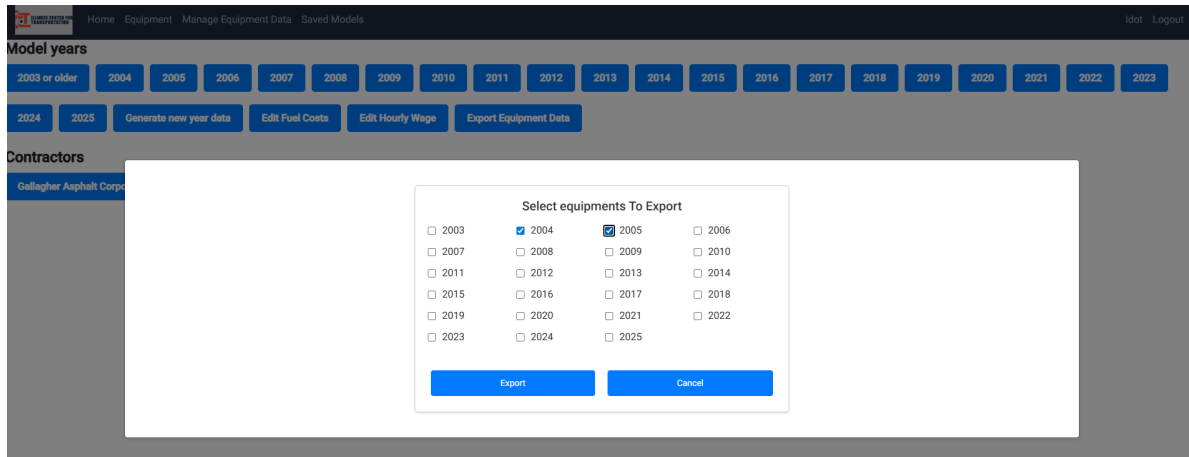 ILLINOIS CENTER FOR
TRANSPORTATION
Home Equipment Manage Equipment Data Saved Models idot Logout
Model years
2003 or older 2004 2005 2006 2007 2008 2009 2010 2011 2012 2013 2014 2015 2016 2017 2018 2019 2020 2021 2022 2023
2024 2025 Generate new year data Edit Fuel Costs Edit Hourly Wage Export Equipment Data
Contractors
Gallagher Asphalt Corpo
Select equipments To Export
2003 2004 2005 2006
2007 2008 2009 2010
2011 2012 2013 2014
2015 2016 2017 2018
2019 2020 2021 2022
2023 2024 2025
Export Cancel